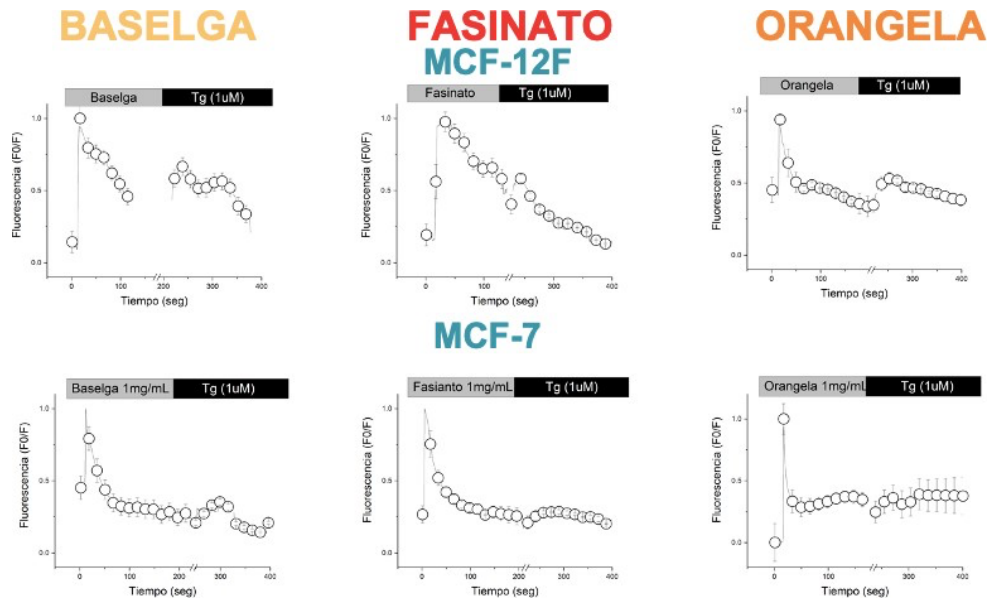 BASELGA
FASINATO
ORANGELA
MCF-12F
Baselga Tg (1uM)
Fluorescencia (F0/F)
1.0
0.5
0.0
0 100 200 300 400
Tiempo (seg)
Fasinato Tg (1uM)
Fluorescencia (F0/F)
1.0
0.5
0.0
0 100 200 300 400
Tiempo (seg)
Orangela Tg (1uM)
Fluorescencia (F0/F)
1.0
0.5
0.0
0 100 200 300 400
Tiempo (seg)
MCF-7
Baselga 1mg/mL Tg (1uM)
Fluorescencia (F0/F)
1.0
0.5
0.0
0 100 200 300 400
Tiempo (seg)
Fasianto 1mg/mL Tg (1uM)
Fluorescencia (F0/F)
1.0
0.5
0.0
0 100 200 300 400
Tiempo (seg)
Orangela 1mg/mL Tg (1uM)
Fluorescencia (F0/F)
1.0
0.5
0.0
0 100 200 300 400
Tiempo (seg)